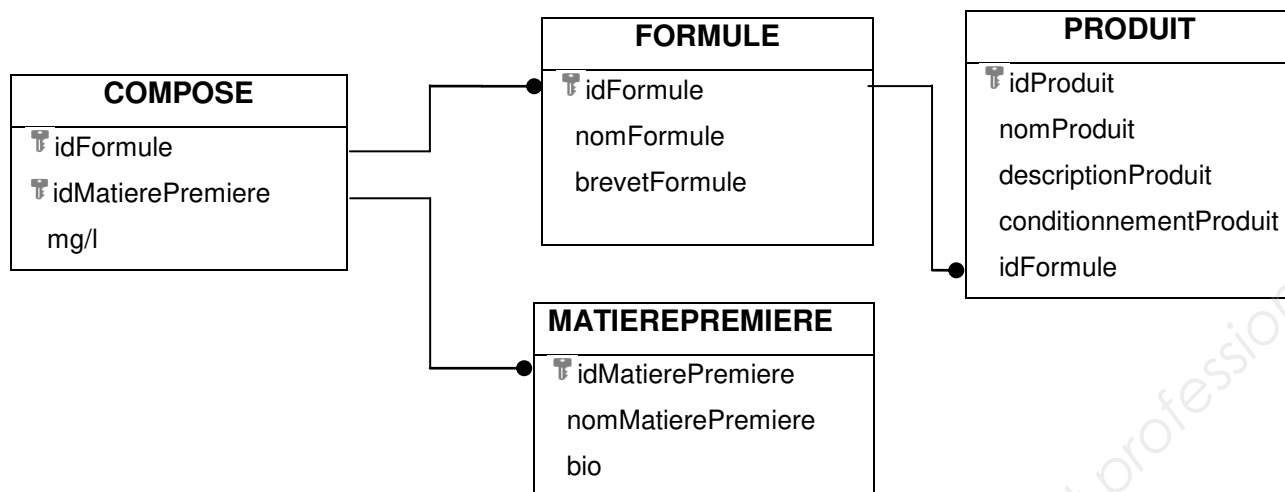 COMPOSE
idFormule
idMatierePremiere
mg/l
FORMULE
idFormule
nomFormule
brevetFormule
PRODUIT
idProduit
nomProduit
descriptionProduit
conditionnementProduit
idFormule
MATIEREPREMIERE
idMatierePremiere
nomMatierePremiere
bio